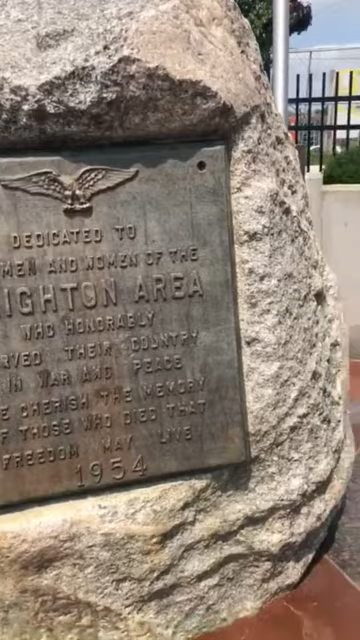 DEDICATED TO
MEN AND WOMEN OF THE
IGHTON AREA
WHO HONORABLY
RVED THEIR COUNTRY
IN WAR AND PEACE
E CHERISH THE MEMORY
F THOSE WHO DIED THAT
FREEDOM MAY LIVE
1954